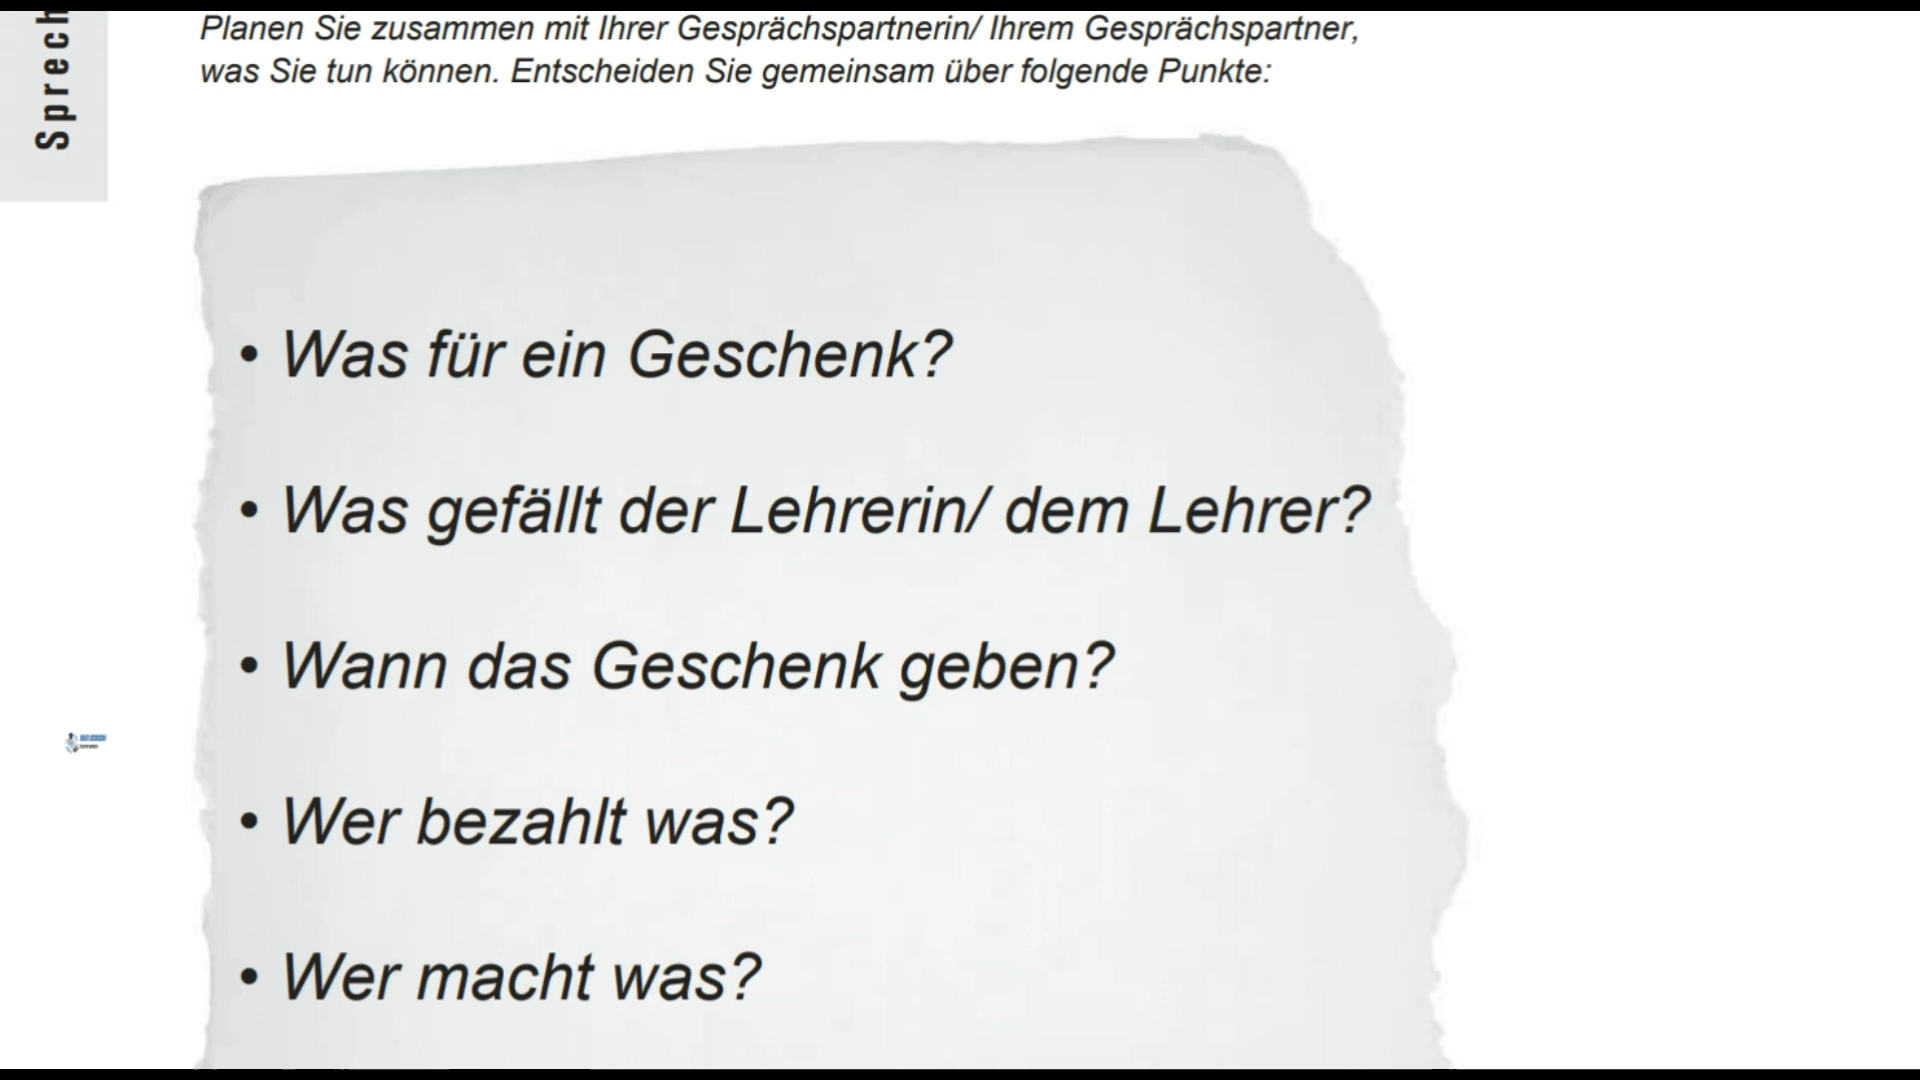 Sprech
Planen Sie zusammen mit Ihrer Gesprächspartnerin/ Ihrem Gesprächspartner,
was Sie tun können. Entscheiden Sie gemeinsam über folgende Punkte:
• Was für ein Geschenk?
• Was gefällt der Lehrerin/ dem Lehrer?
• Wann das Geschenk geben?
• Wer bezahlt was?
• Wer macht was?